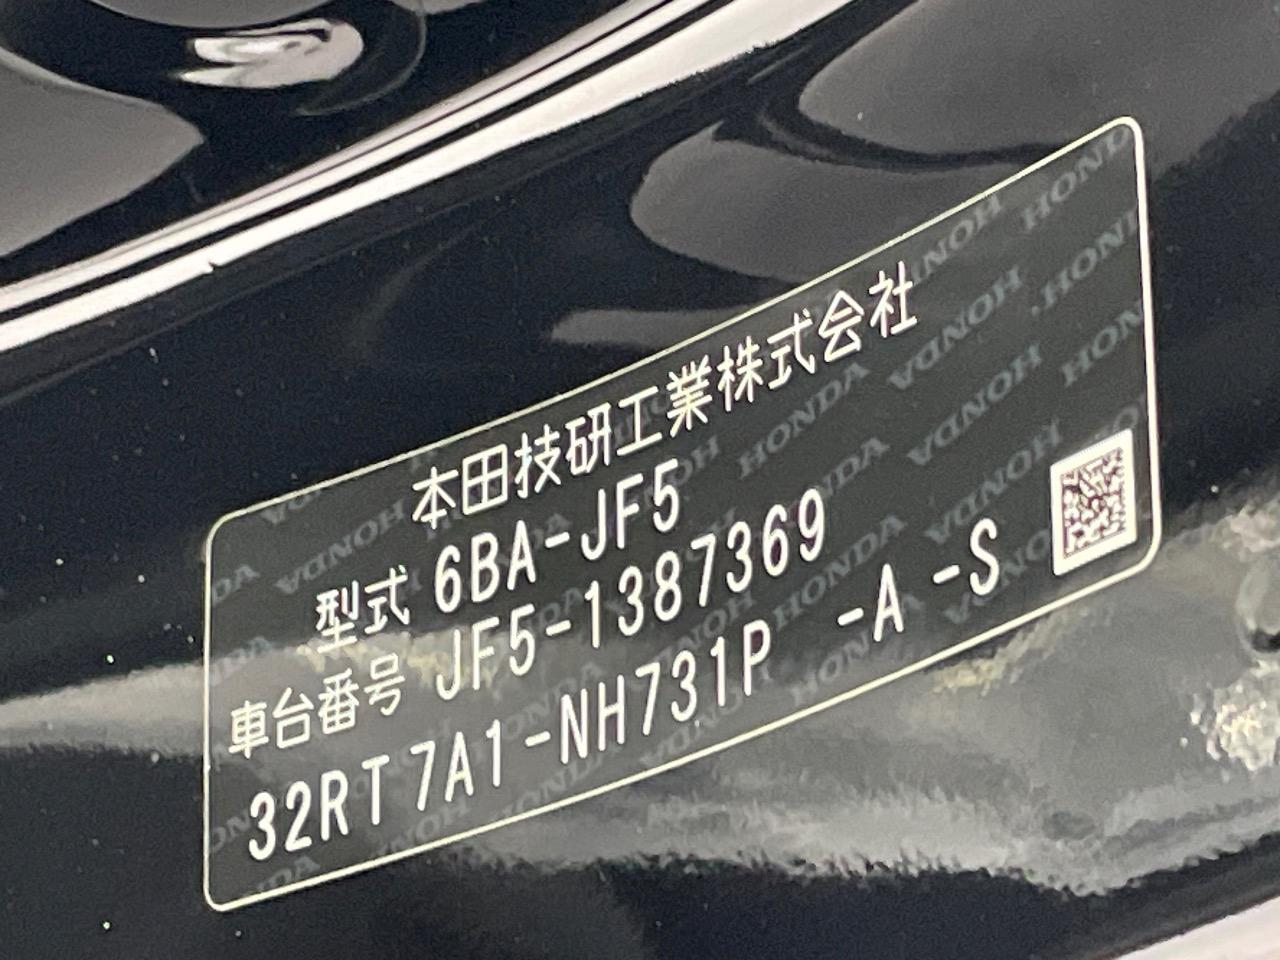 本田技研工業株式会社
型式 6BA-JF5
車台番号 JF5-1387369
32RT 7A1-NH731P -A -S